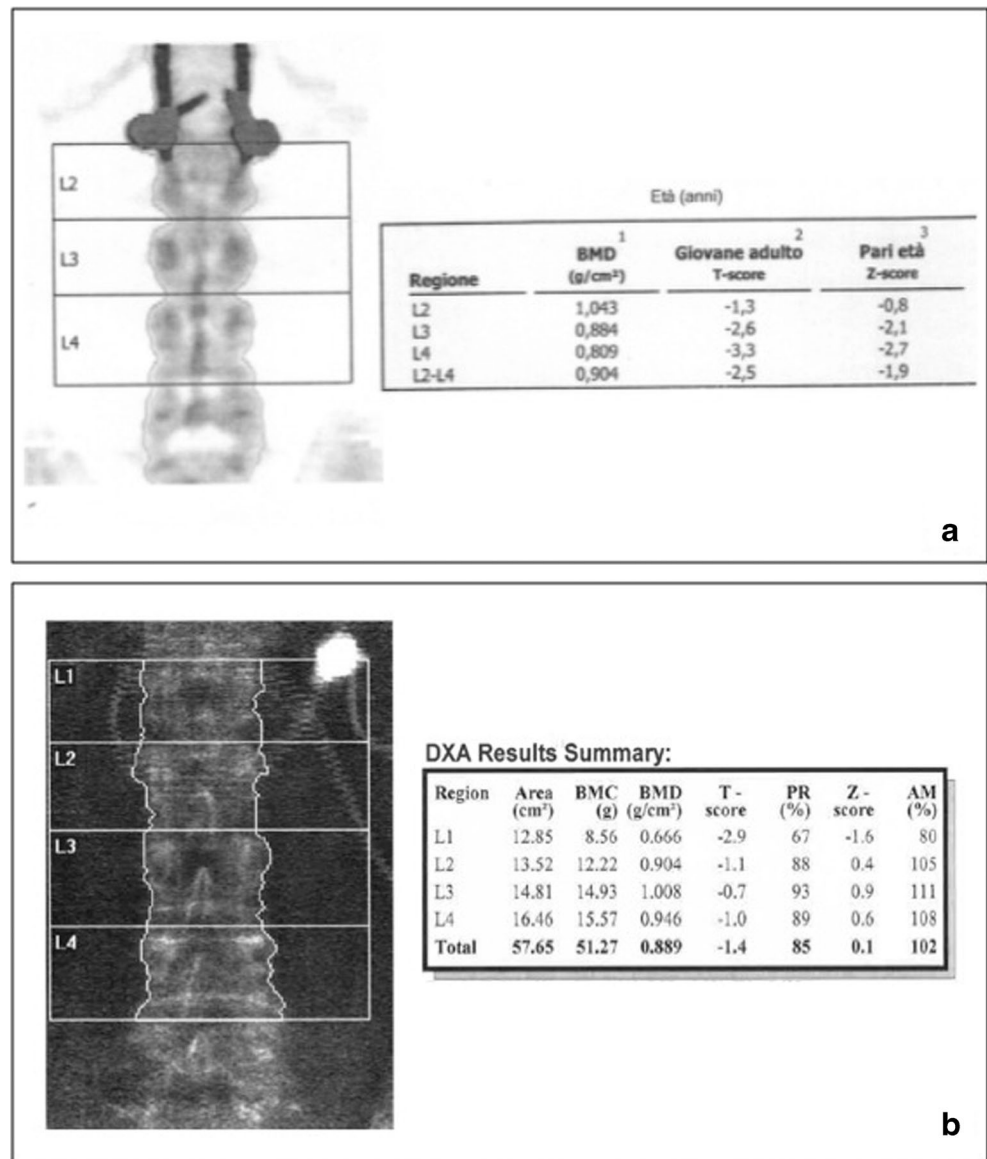 L2
L3
L4
Età (anni)
Regione BMD 1 (g/cm²) Giovane adulto 2 T-score Pari età 3 Z-score
L2 1,043 -1,3 -0,8
L3 0,884 -2,6 -2,1
L4 0,809 -3,3 -2,7
L2-L4 0,904 -2,5 -1,9
a
L1
L2
L3
L4
DXA Results Summary:
Region Area BMC BMD T - PR Z - AM
(cm²) (g) (g/cm²) score (%) score (%)
L1 12.85 8.56 0.666 -2.9 67 -1.6 80
L2 13.52 12.22 0.904 -1.1 88 0.4 105
L3 14.81 14.93 1.008 -0.7 93 0.9 111
L4 16.46 15.57 0.946 -1.0 89 0.6 108
Total 57.65 51.27 0.889 -1.4 85 0.1 102
b